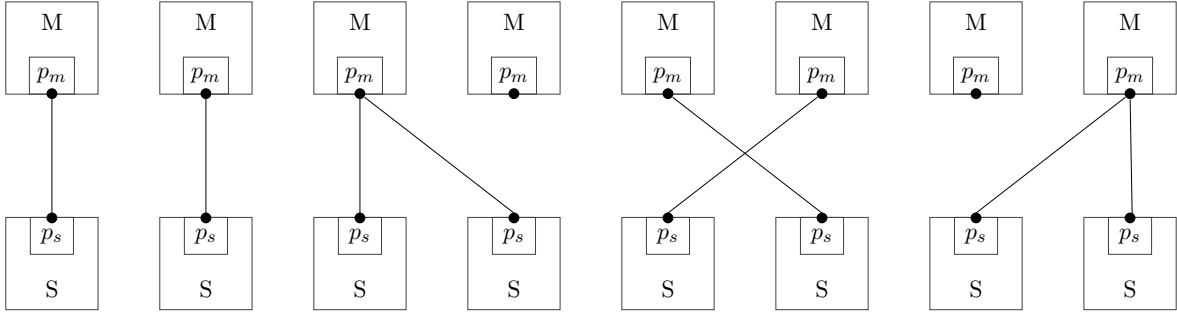 M M M M M M M M
p_m p_m p_m p_m p_m p_m p_m p_m
p_s p_s p_s p_s p_s p_s p_s p_s
S S S S S S S S